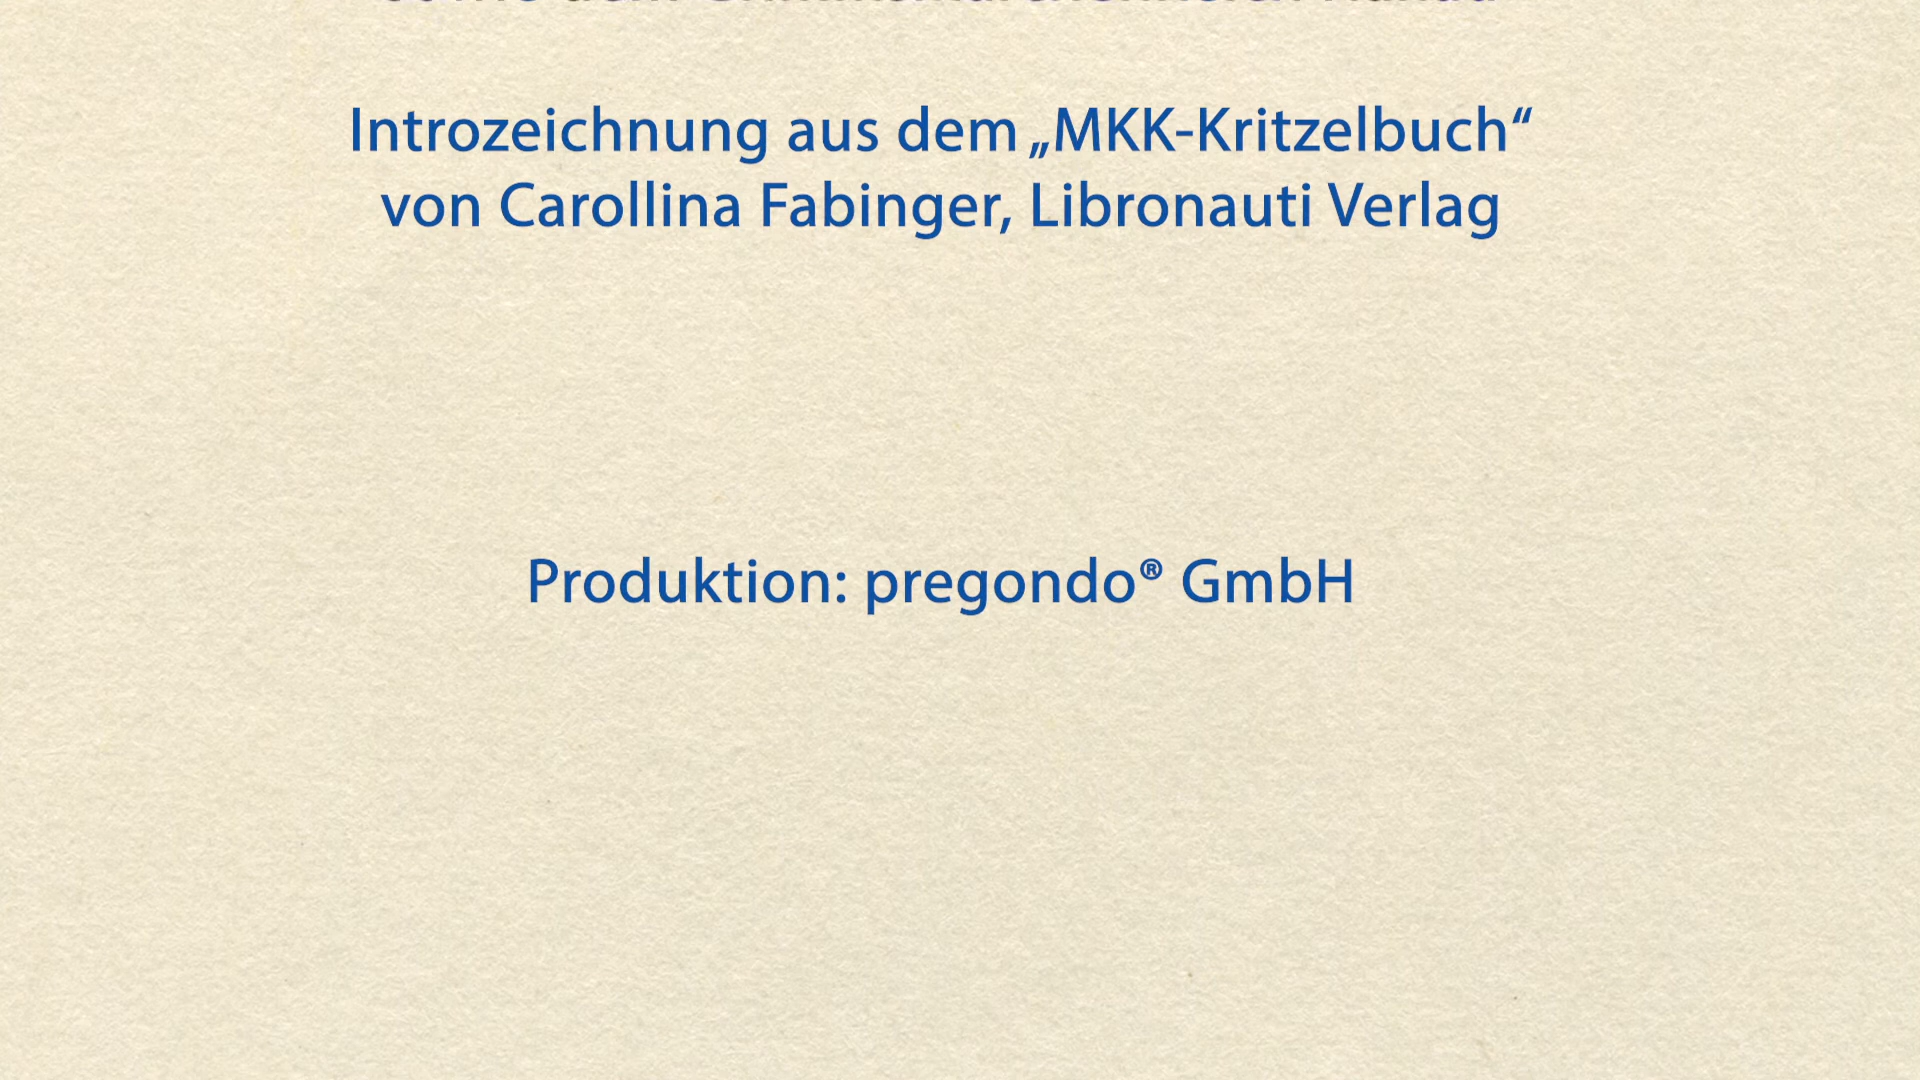 Introzeichnung aus dem „MKK-Kritzelbuch“
von Carollina Fabinger, Libronauti Verlag
Produktion: pregondo® GmbH